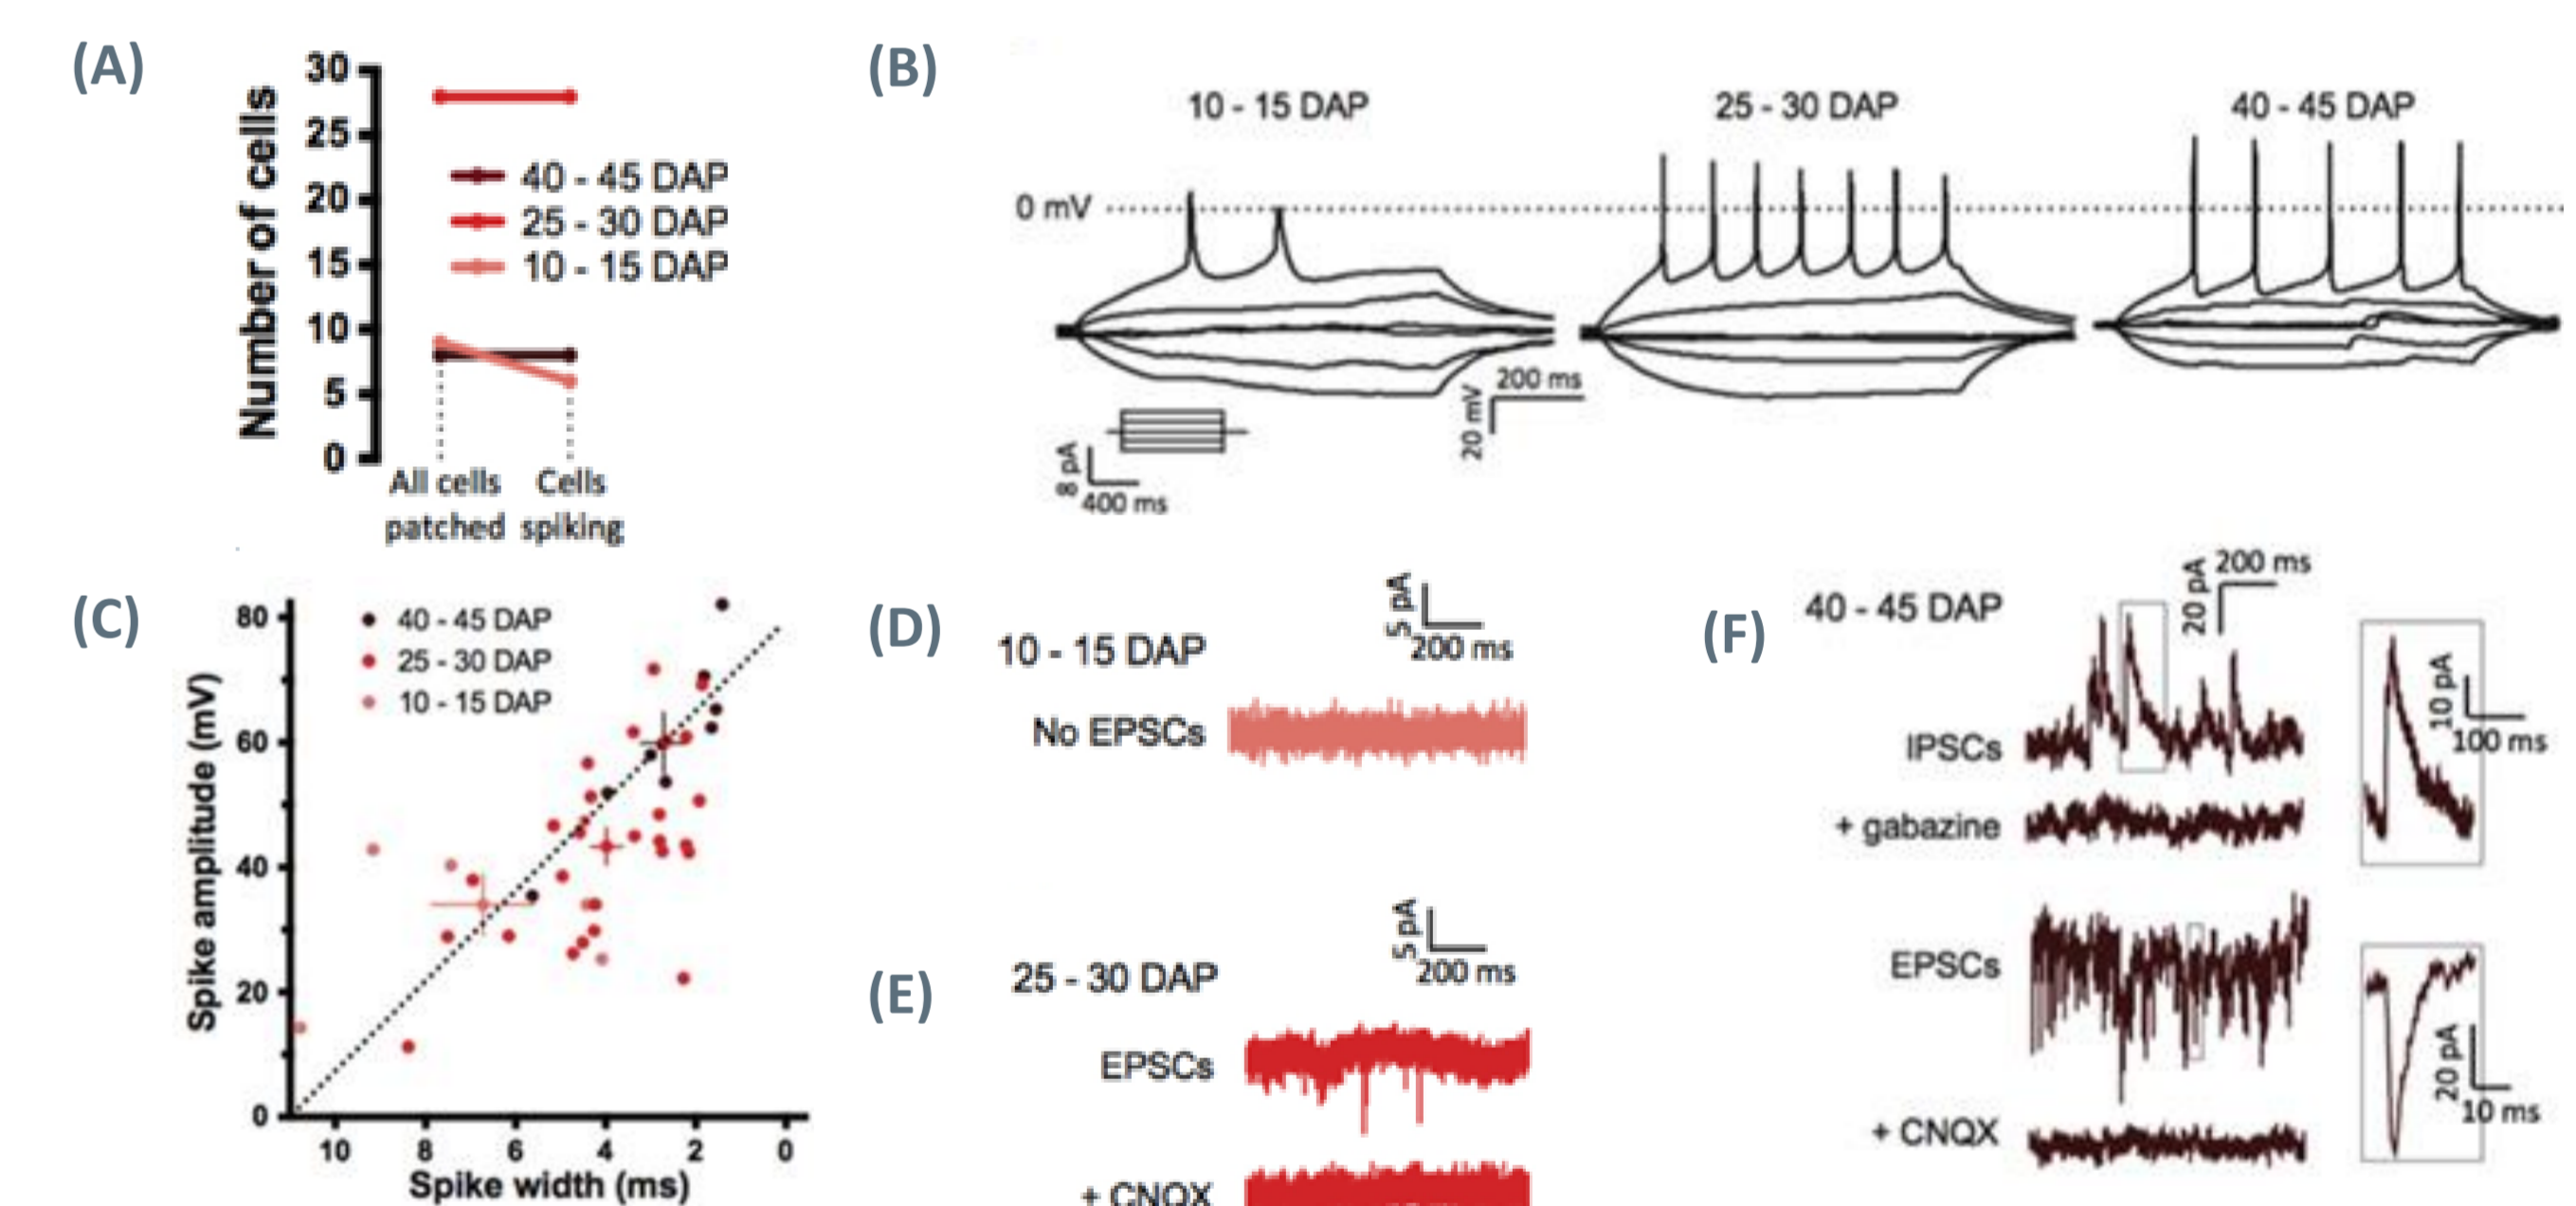 (A)
30
25
20
15
10
5
0
Number of cells
40 - 45 DAP
25 - 30 DAP
10 - 15 DAP
All cells patched
Cells spiking
(B)
10 - 15 DAP
25 - 30 DAP
40 - 45 DAP
0 mV
200 ms
20 mV
8 pA
400 ms
(C)
80
60
40
20
0
Spike amplitude (mV)
40 - 45 DAP
25 - 30 DAP
10 - 15 DAP
10 8 6 4 2 0
Spike width (ms)
(D)
10 - 15 DAP
5 pA
200 ms
No EPSCs
(E)
25 - 30 DAP
5 pA
200 ms
EPSCs
+ CNQX
(F)
40 - 45 DAP
20 pA
200 ms
IPSCs
10 pA
100 ms
+ gabazine
EPSCs
20 pA
10 ms
+ CNQX